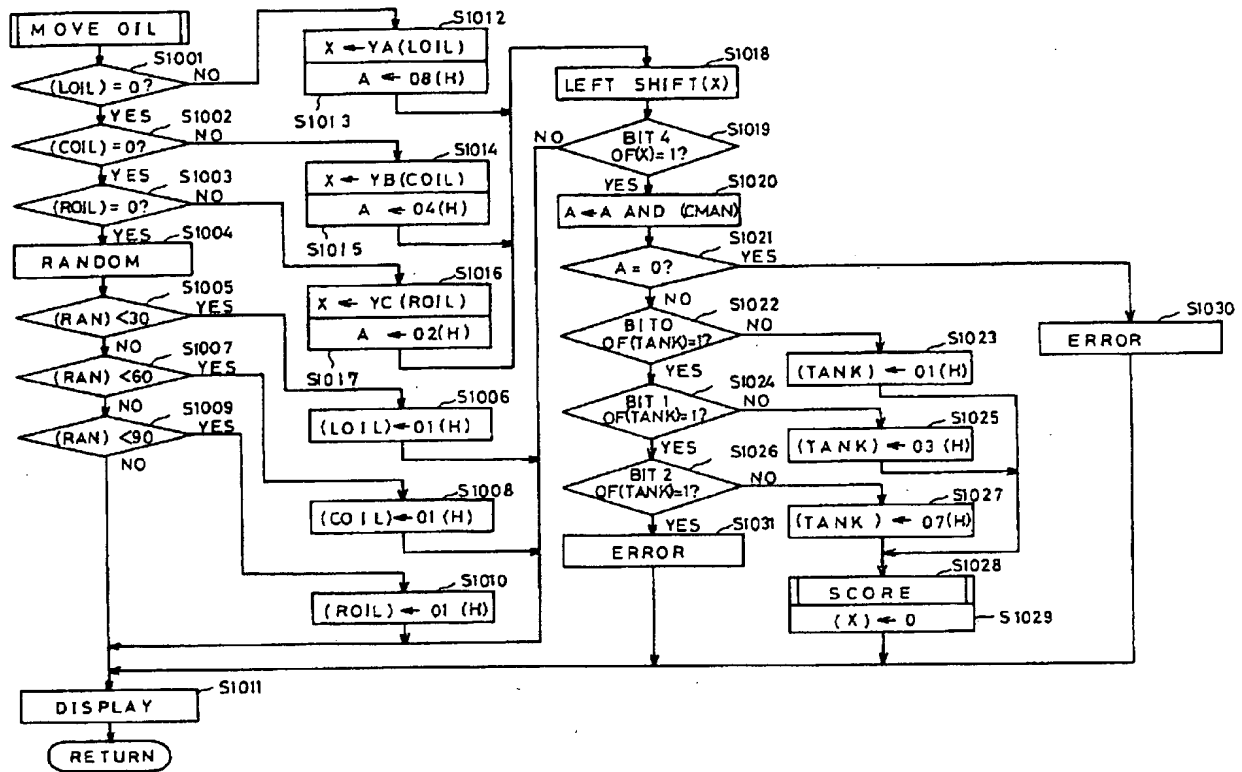 MOVE OIL
S1001
(LOIL)=0?
NO
YES
S1002
(COIL)=0?
NO
YES
S1003
(ROIL)=0?
NO
YES
S1004
RANDOM
S1005
(RAN)<30
YES
NO
S1007
(RAN)<60
YES
NO
S1009
(RAN)<90
YES
NO
S1011
DISPLAY
RETURN
S1012
X ← YA(LOIL)
A ← 08(H)
S1013
S1014
X ← YB(COIL)
A ← 04(H)
S1015
S1016
X ← YC(ROIL)
A ← 02(H)
S1017
S1006
(LOIL)←01(H)
S1008
(COIL)←01(H)
S1010
(ROIL)←01(H)
S1018
LEFT SHIFT(X)
S1019
NO
BIT 4
OF(X)=1?
YES
S1020
A←A AND (CMAN)
S1021
A=0?
YES
NO
S1022
BIT0
OF(TANK)=1?
NO
YES
S1023
(TANK)←01(H)
S1024
BIT 1
OF(TANK)=1?
NO
YES
S1025
(TANK)←03(H)
S1026
BIT 2
OF(TANK)=1?
NO
YES
S1027
(TANK)←07(H)
S1031
ERROR
S1028
SCORE
(X)←0
S1029
S1030
ERROR